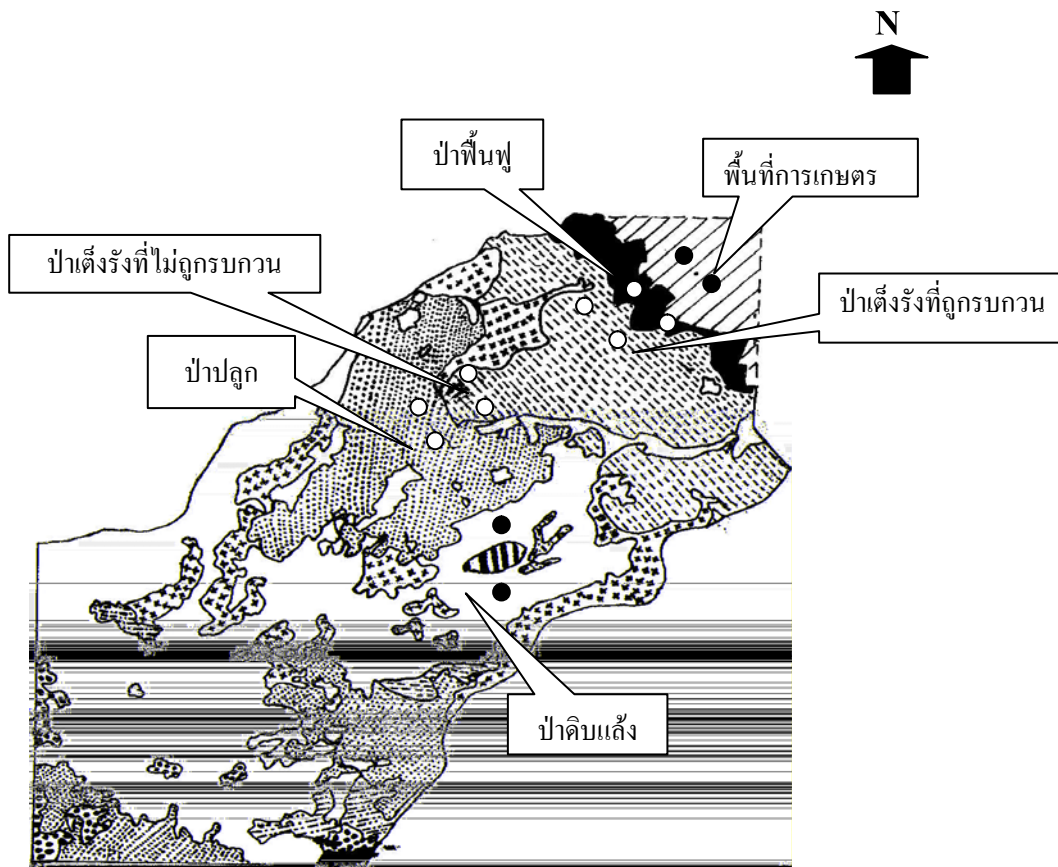 N
ป่าฟื้นฟู
พื้นที่การเกษตร
ป่าเต็งรังที่ไม่ถูกรบกวน
ป่าเต็งรังที่ถูกรบกวน
ป่าปลูก
ป่าดิบแล้ง